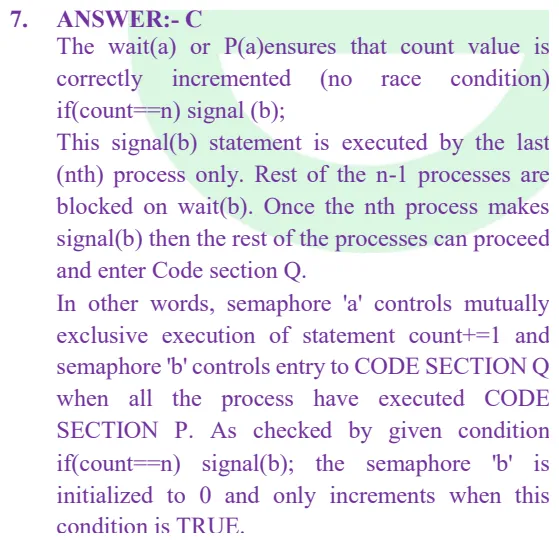 7. ANSWER:- C
The wait(a) or P(a)ensures that count value is
correctly incremented (no race condition)
if(count==n) signal (b);
This signal(b) statement is executed by the last
(nth) process only. Rest of the n-1 processes are
blocked on wait(b). Once the nth process makes
signal(b) then the rest of the processes can proceed
and enter Code section Q.
In other words, semaphore 'a' controls mutually
exclusive execution of statement count+=1 and
semaphore 'b' controls entry to CODE SECTION Q
when all the process have executed CODE
SECTION P. As checked by given condition
if(count==n) signal(b); the semaphore 'b' is
initialized to 0 and only increments when this
condition is TRUE.